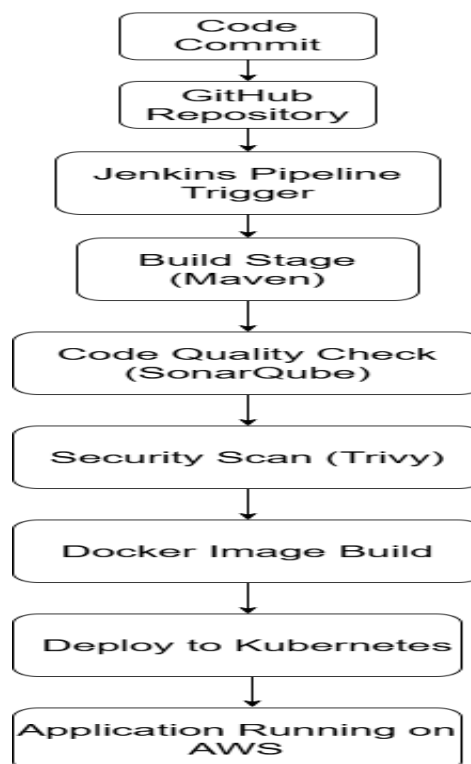 Code
Commit
GitHub
Repository
Jenkins Pipeline
Trigger
Build Stage
(Maven)
Code Quality Check
(SonarQube)
Security Scan (Trivy)
Docker Image Build
Deploy to Kubernetes
Application Running on
AWS